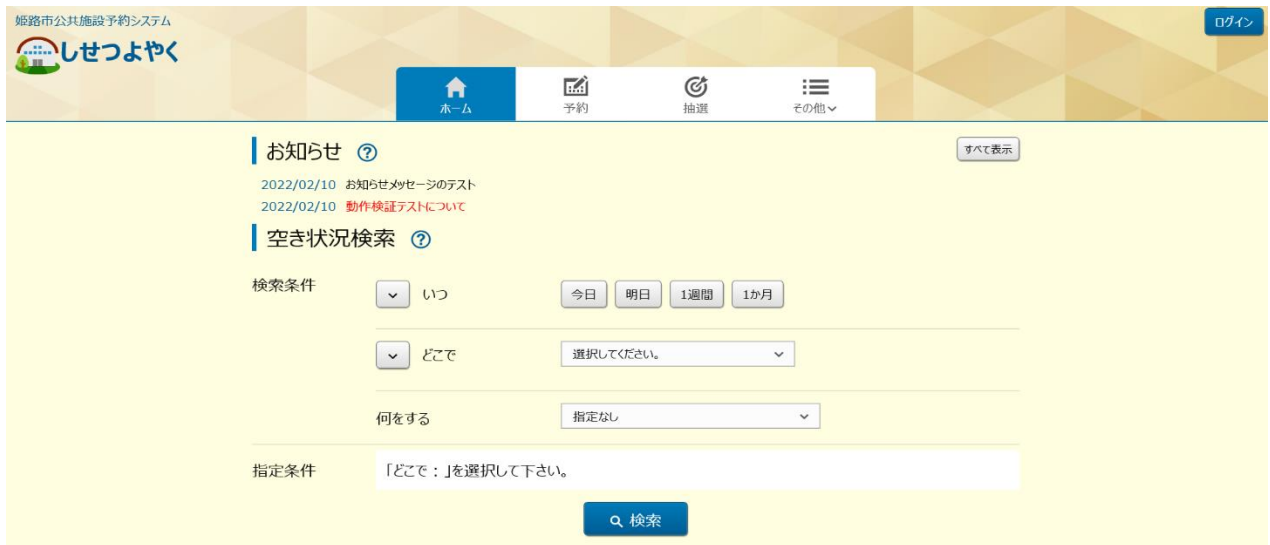 姫路市公共施設予約システム
しせつよやく
ログイン
ホーム 予約 抽選 その他
お知らせ ? すべて表示
2022/02/10 お知らせメッセージのテスト
2022/02/10 動作検証テストについて
空き状況検索 ?
検索条件 いつ 今日 明日 1週間 1か月
どこで 選択してください。
何をする 指定なし
指定条件 「どこで：」を選択して下さい。
検索